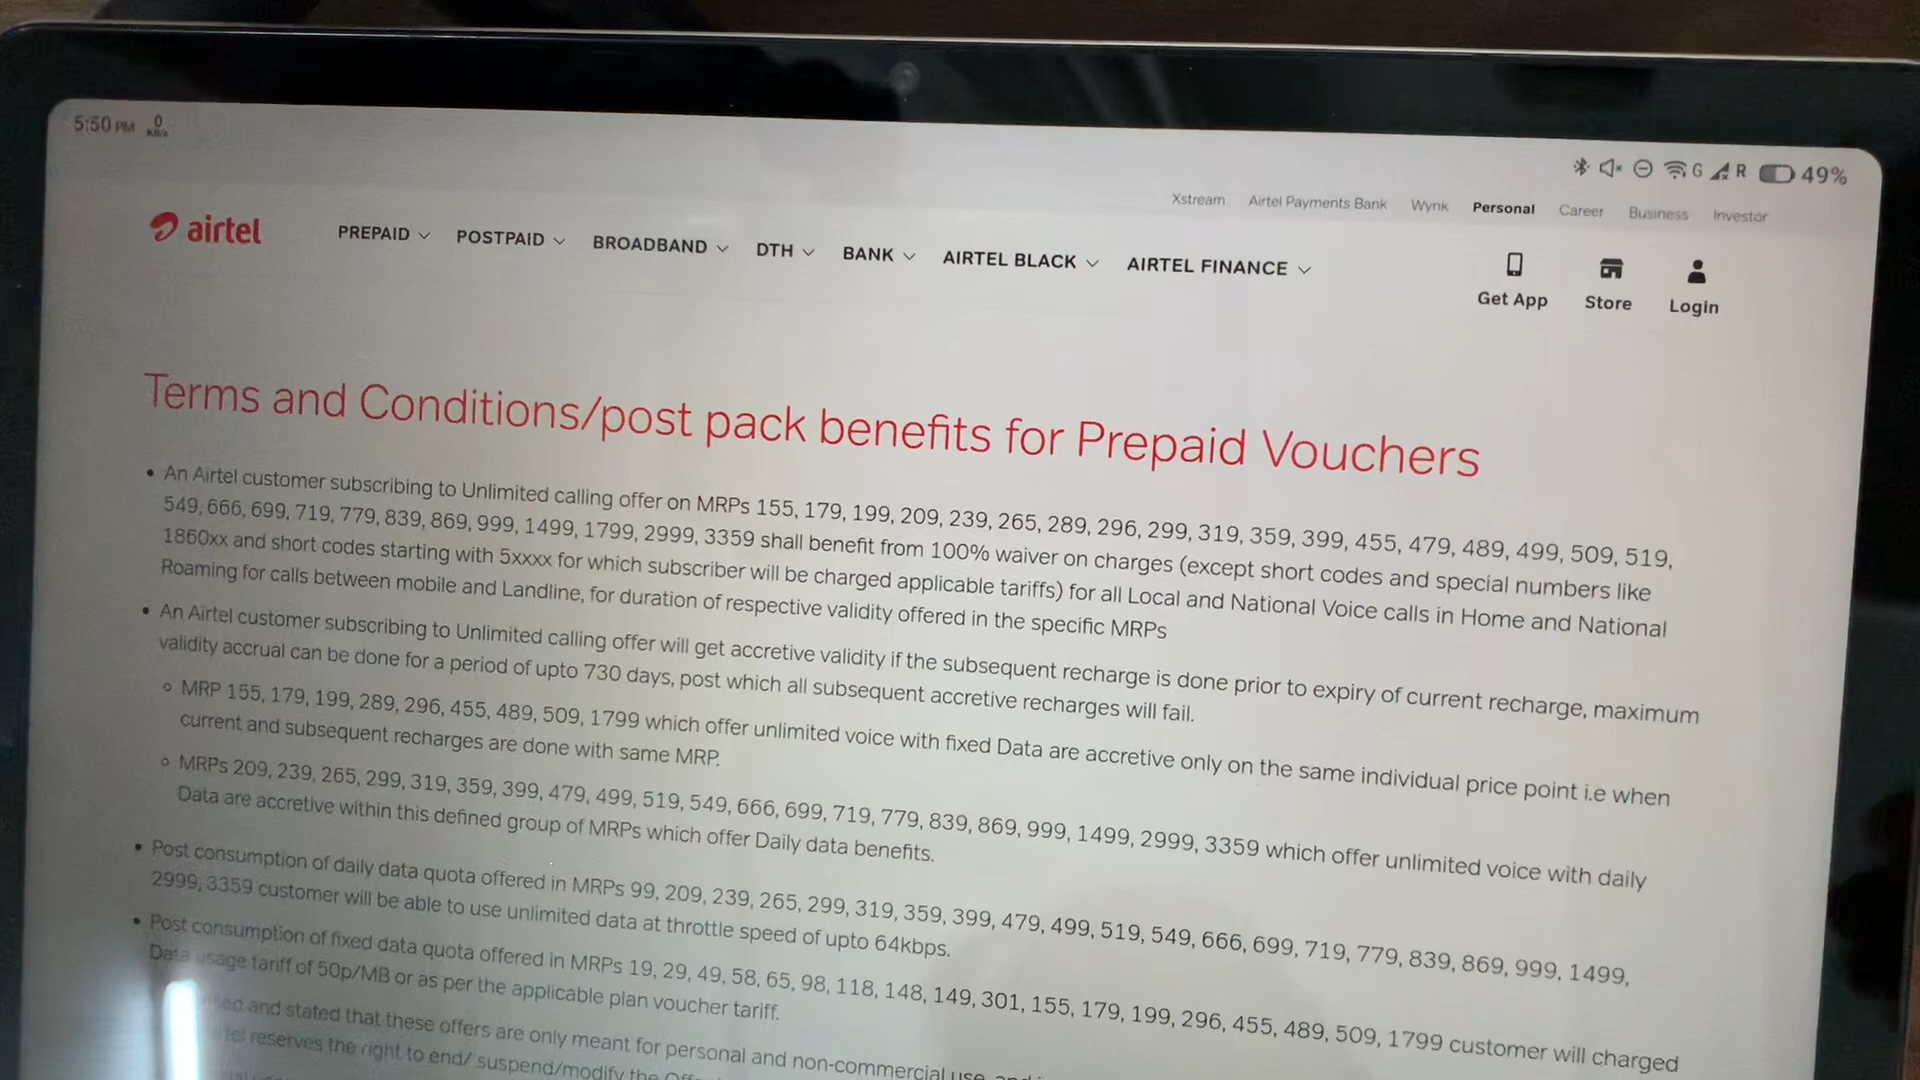 5:50 PM 0 KB/s
G R 49%
Xstream Airtel Payments Bank Wynk Personal Career Business Investor
airtel PREPAID POSTPAID BROADBAND DTH BANK AIRTEL BLACK AIRTEL FINANCE
Get App Store Login
Terms and Conditions/post pack benefits for Prepaid Vouchers
• An Airtel customer subscribing to Unlimited calling offer on MRPs 155, 179, 199, 209, 239, 265, 289, 296, 299, 319, 359, 399, 455, 479, 489, 499, 509, 519,
549, 666, 699, 719, 779, 839, 869, 999, 1499, 1799, 2999, 3359 shall benefit from 100% waiver on charges (except short codes and special numbers like
1860xx and short codes starting with 5xxxx for which subscriber will be charged applicable tariffs) for all Local and National Voice calls in Home and National
Roaming for calls between mobile and Landline, for duration of respective validity offered in the specific MRPs
• An Airtel customer subscribing to Unlimited calling offer will get accretive validity if the subsequent recharge is done prior to expiry of current recharge, maximum
validity accrual can be done for a period of upto 730 days, post which all subsequent accretive recharges will fail.
○ MRP 155, 179, 199, 289, 296, 455, 489, 509, 1799 which offer unlimited voice with fixed Data are accretive only on the same individual price point i.e when
current and subsequent recharges are done with same MRP.
○ MRPs 209, 239, 265, 299, 319, 359, 399, 479, 499, 519, 549, 666, 699, 719, 779, 839, 869, 999, 1499, 2999, 3359 which offer unlimited voice with daily
Data are accretive within this defined group of MRPs which offer Daily data benefits.
• Post consumption of daily data quota offered in MRPs 99, 209, 239, 265, 299, 319, 359, 399, 479, 499, 519, 549, 666, 699, 719, 779, 839, 869, 999, 1499,
2999, 3359 customer will be able to use unlimited data at throttle speed of upto 64kbps.
• Post consumption of fixed data quota offered in MRPs 19, 29, 49, 58, 65, 98, 118, 148, 149, 301, 155, 179, 199, 296, 455, 489, 509, 1799 customer will charged
Data usage tariff of 50p/MB or as per the applicable plan voucher tariff.
and stated that these offers are only meant for personal and non-commercial use
reserves the right to end/ suspend/modify the